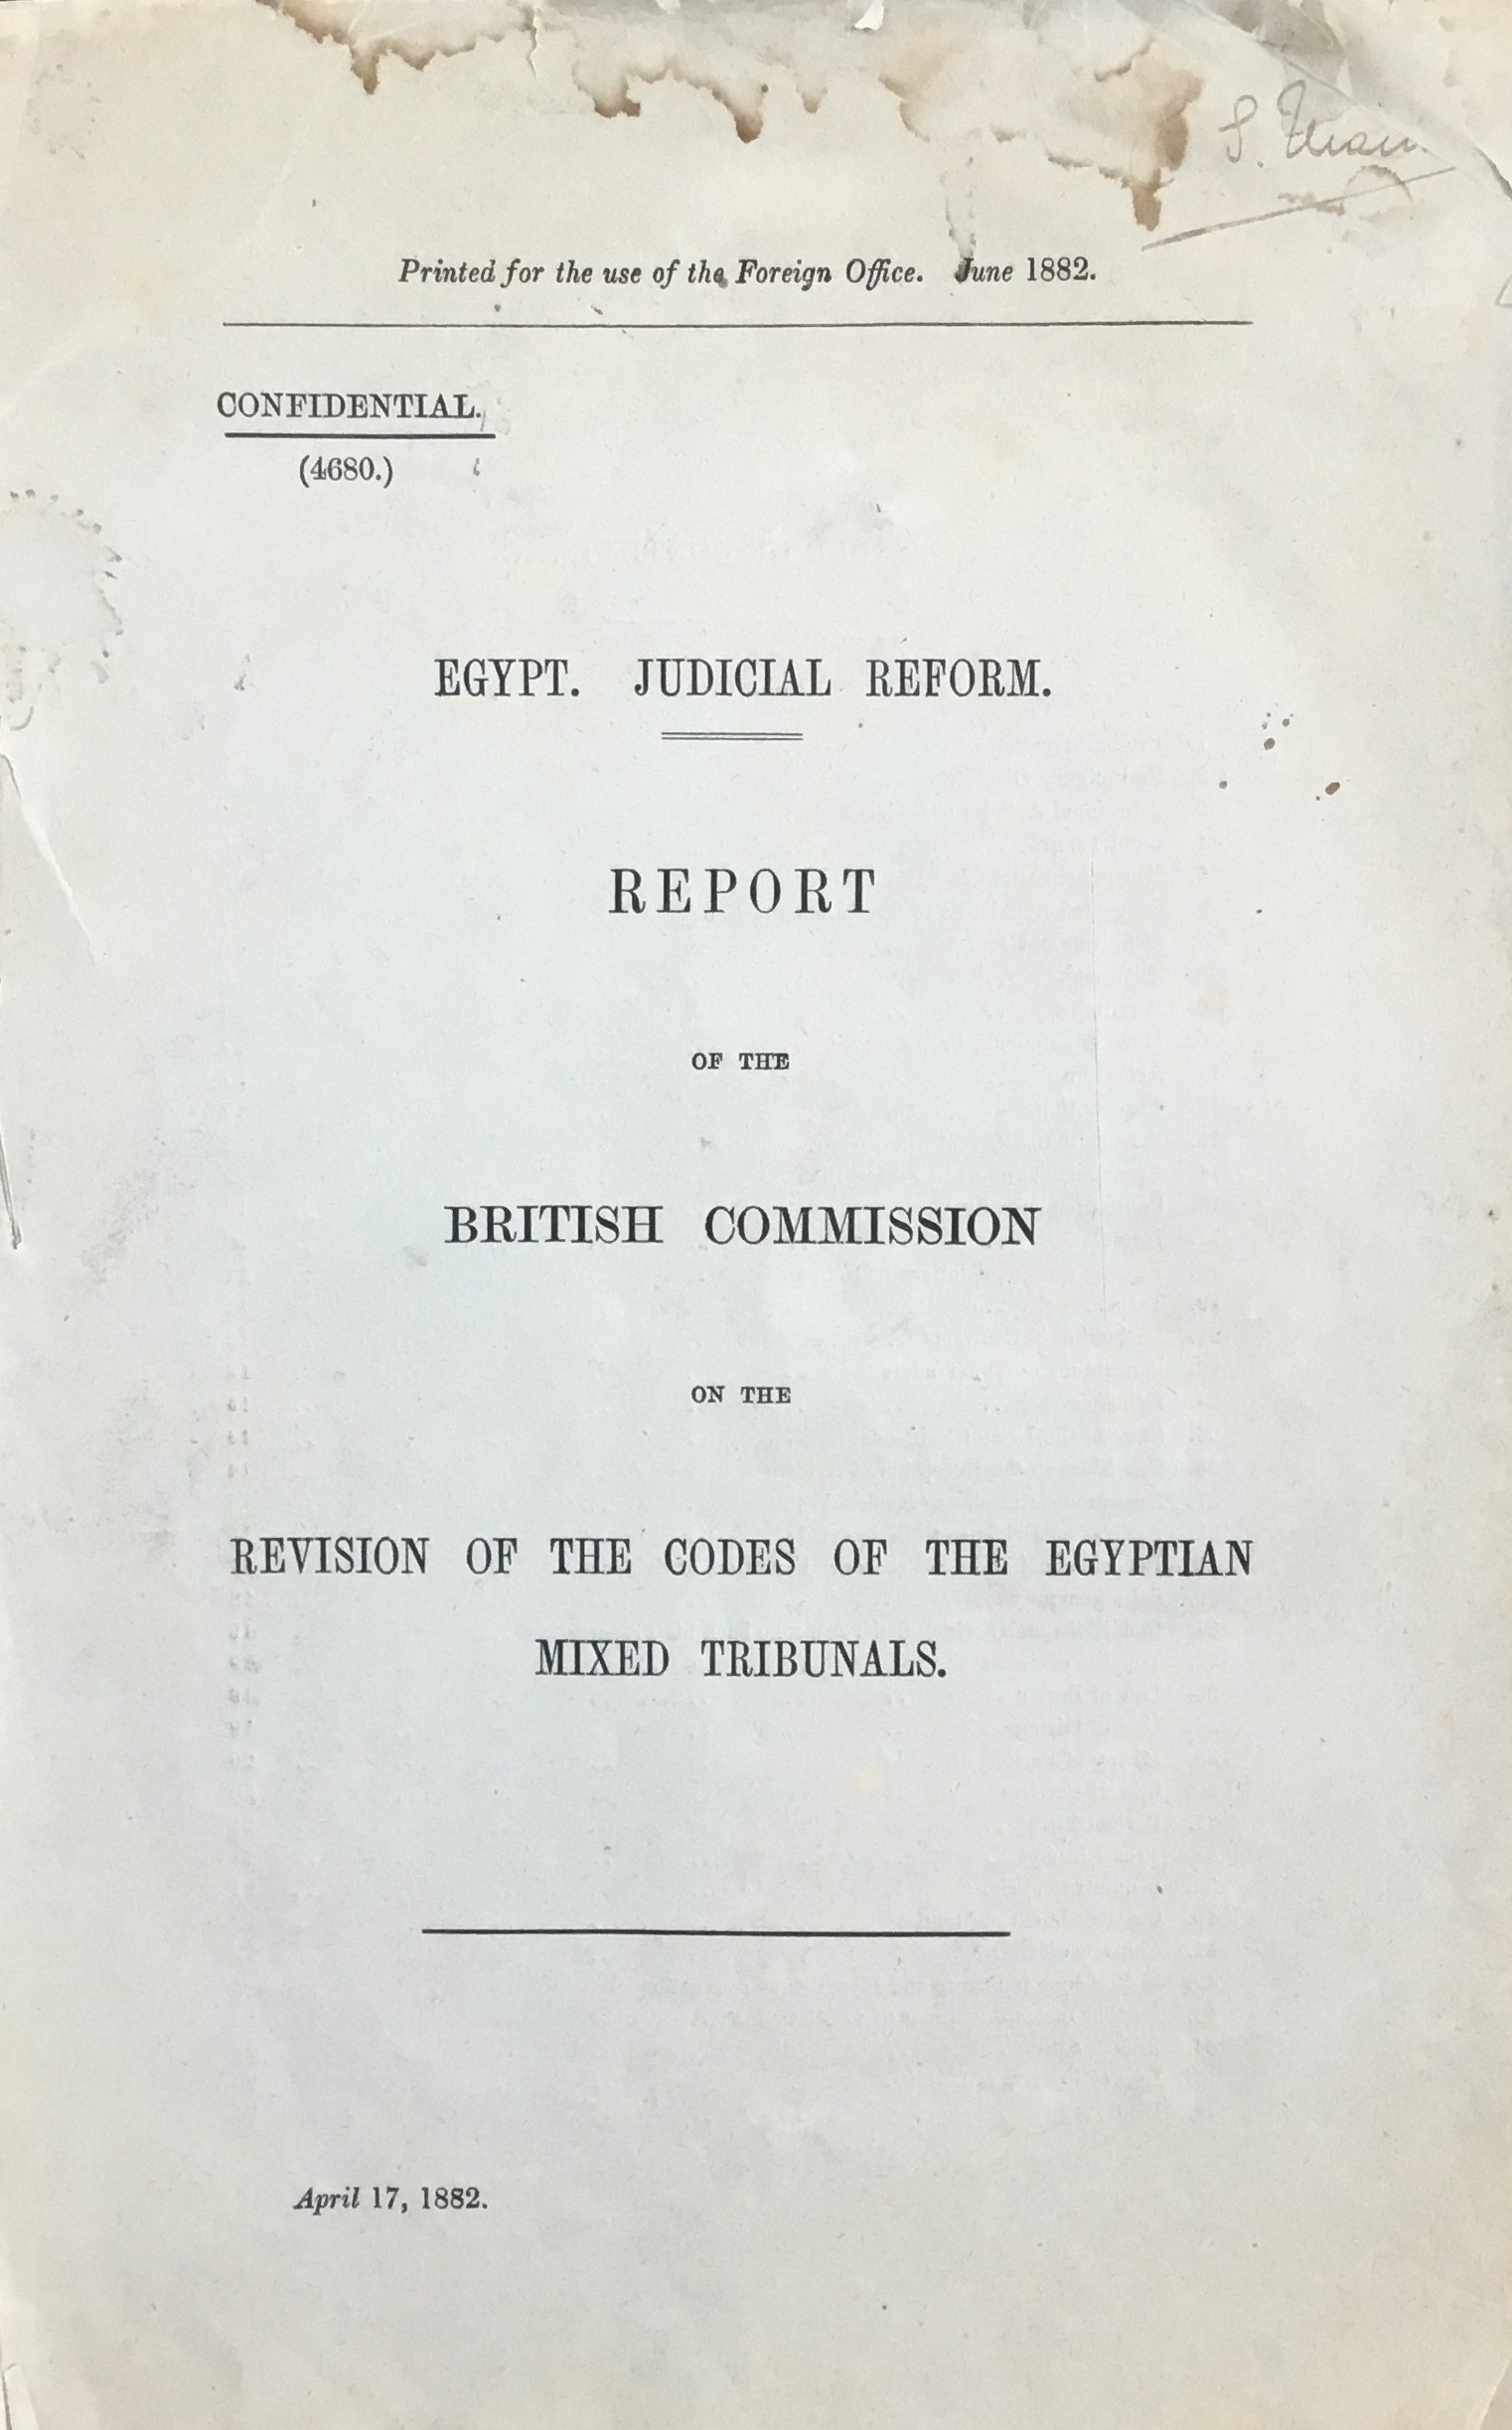 S.
Printed for the use of the Foreign Office. June 1882.
CONFIDENTIAL.
(4680.)
EGYPT. JUDICIAL REFORM.
REPORT
OF THE
BRITISH COMMISSION
ON THE
REVISION OF THE CODES OF THE EGYPTIAN
MIXED TRIBUNALS.
April 17, 1882.